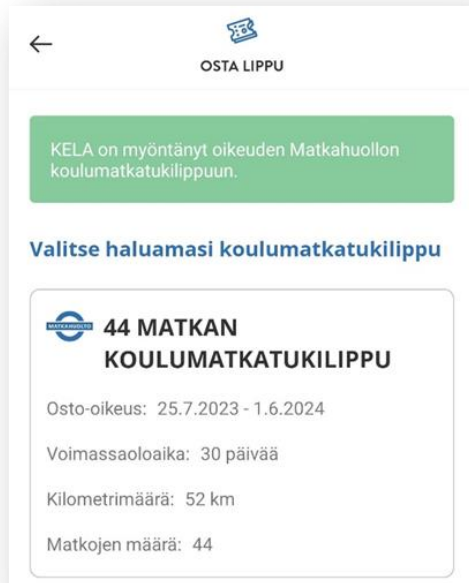 OSTA LIPPU
KELA on myöntänyt oikeuden Matkahuollon
koulumatkatukilippuun.
Valitse haluamasi koulumatkatukilippu
MATKAHUOLTO
44 MATKAN
KOULUMATKATUKILIPPU
Osto-oikeus: 25.7.2023 - 1.6.2024
Voimassaoloaika: 30 päivää
Kilometrimäärä: 52 km
Matkojen määrä: 44